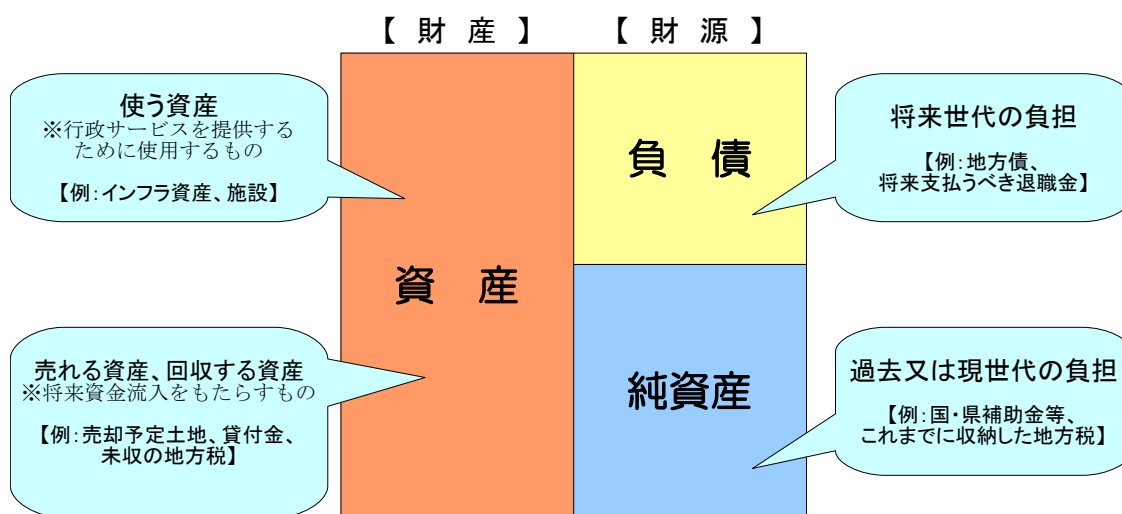 【 財 産 】
【 財 源 】
使う資産
※行政サービスを提供する
ために使用するもの
【例：インフラ資産、施設】
売れる資産、回収する資産
※将来資金流入をもたらすもの
【例：売却予定土地、貸付金、
未収の地方税】
資 産
負 債
純資産
将来世代の負担
【例：地方債、
将来支払うべき退職金】
過去又は現世代の負担
【例：国・県補助金等、
これまでに収納した地方税】